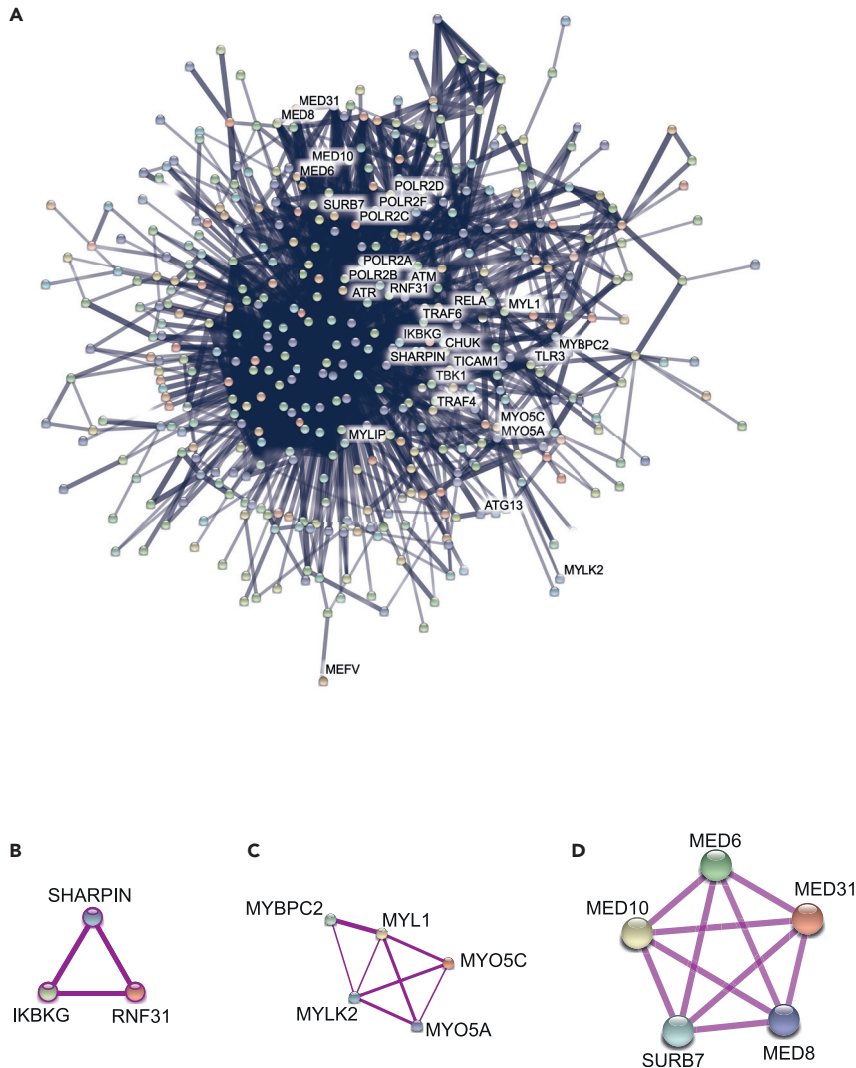 A
MED31
MED8
MED10
MED6
POLR2D
SURB7
POLR2F
POLR2C
POLR2A
POLR2B
ATM
RNF31
ATR
RELA
MYL1
TRAF6
IKBKG
CHUK
MYBPC2
SHARPIN
TICAM1
TLR3
TBK1
TRAF4
MYO5C
MYLIP
MYO5A
ATG13
MYLK2
MEFV
B
SHARPIN
IKBKG
RNF31
C
MYBPC2
MYL1
MYO5C
MYLK2
MYO5A
D
MED6
MED31
MED10
SURB7
MED8